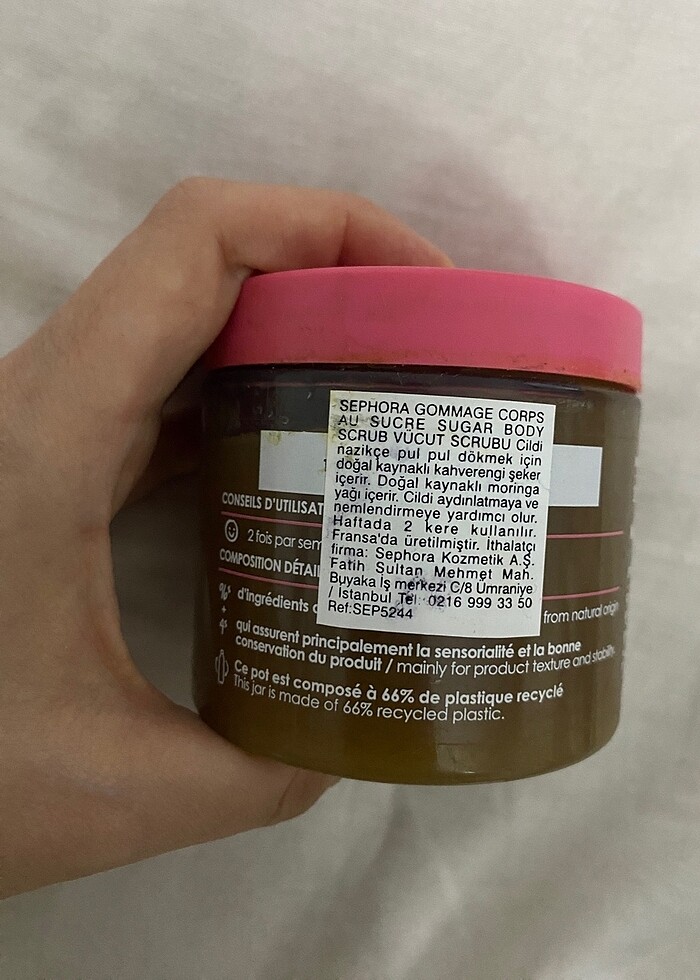 SEPHORA GOMMAGE CORPS
AU SUCRE SUGAR BODY
SCRUB VÜCUT SCRUBU Cildi
nazikçe pul pul dökmek için
doğal kaynaklı kahverengi şeker
içerir. Doğal kaynaklı moringa
yağı içerir. Cildi aydınlatmaya ve
nemlendirmeye yardımcı olur.
Haftada 2 kere kullanılır.
Fransa'da üretilmiştir. İthalatçı
firma: Sephora Kozmetik A.Ş.
Fatih Sultan Mehmet Mah.
Buyaka İş merkezi C/8 Ümraniye
/ İstanbul Tel: 0216 999 33 50
Ref:SEP5244
CONSEILS D'UTILISAT
2 fois par sem
COMPOSITION DÉTAI
d'ingrédients
from natural origin
qui assurent principalement la sensorialité et la bonne
conservation du produit / mainly for product texture and stability.
Ce pot est composé à 66% de plastique recyclé
This jar is made of 66% recycled plastic.